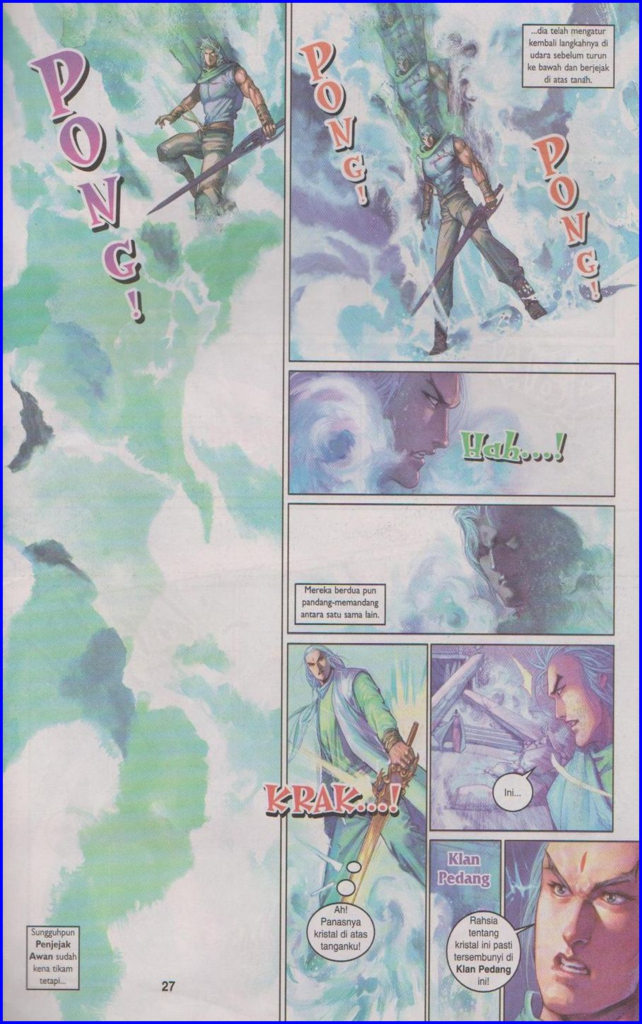 PONG!
Sungguhpun
Penjejak
Awan sudah
kena tikam
tetapi...
27
...dia telah mengatur
kembali langkahnya di
udara sebelum turun
ke bawah dan berjejak
di atas tanah.
PONG!
PONG!
Hah...!
Mereka berdua pun
pandang-memandang
antara satu sama lain.
KRAK...!
Ah!
Panasnya
kristal di atas
tanganku!
Ini...
Klan
Pedang
Rahsia
tentang
kristal ini pasti
tersembunyi di
Klan Pedang
ini!